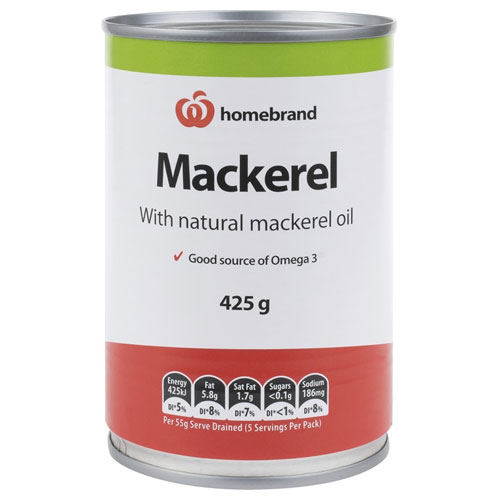 homebrand
Mackerel
With natural mackerel oil
✓ Good source of Omega 3
425 g
Energy 425kJ DI*5%
Fat 5.8g DI*8%
Sat Fat 1.7g DI*7%
Sugars <0.1g DI*<1%
Sodium 186mg DI*8%
Per 55g Serve Drained (5 Servings Per Pack)